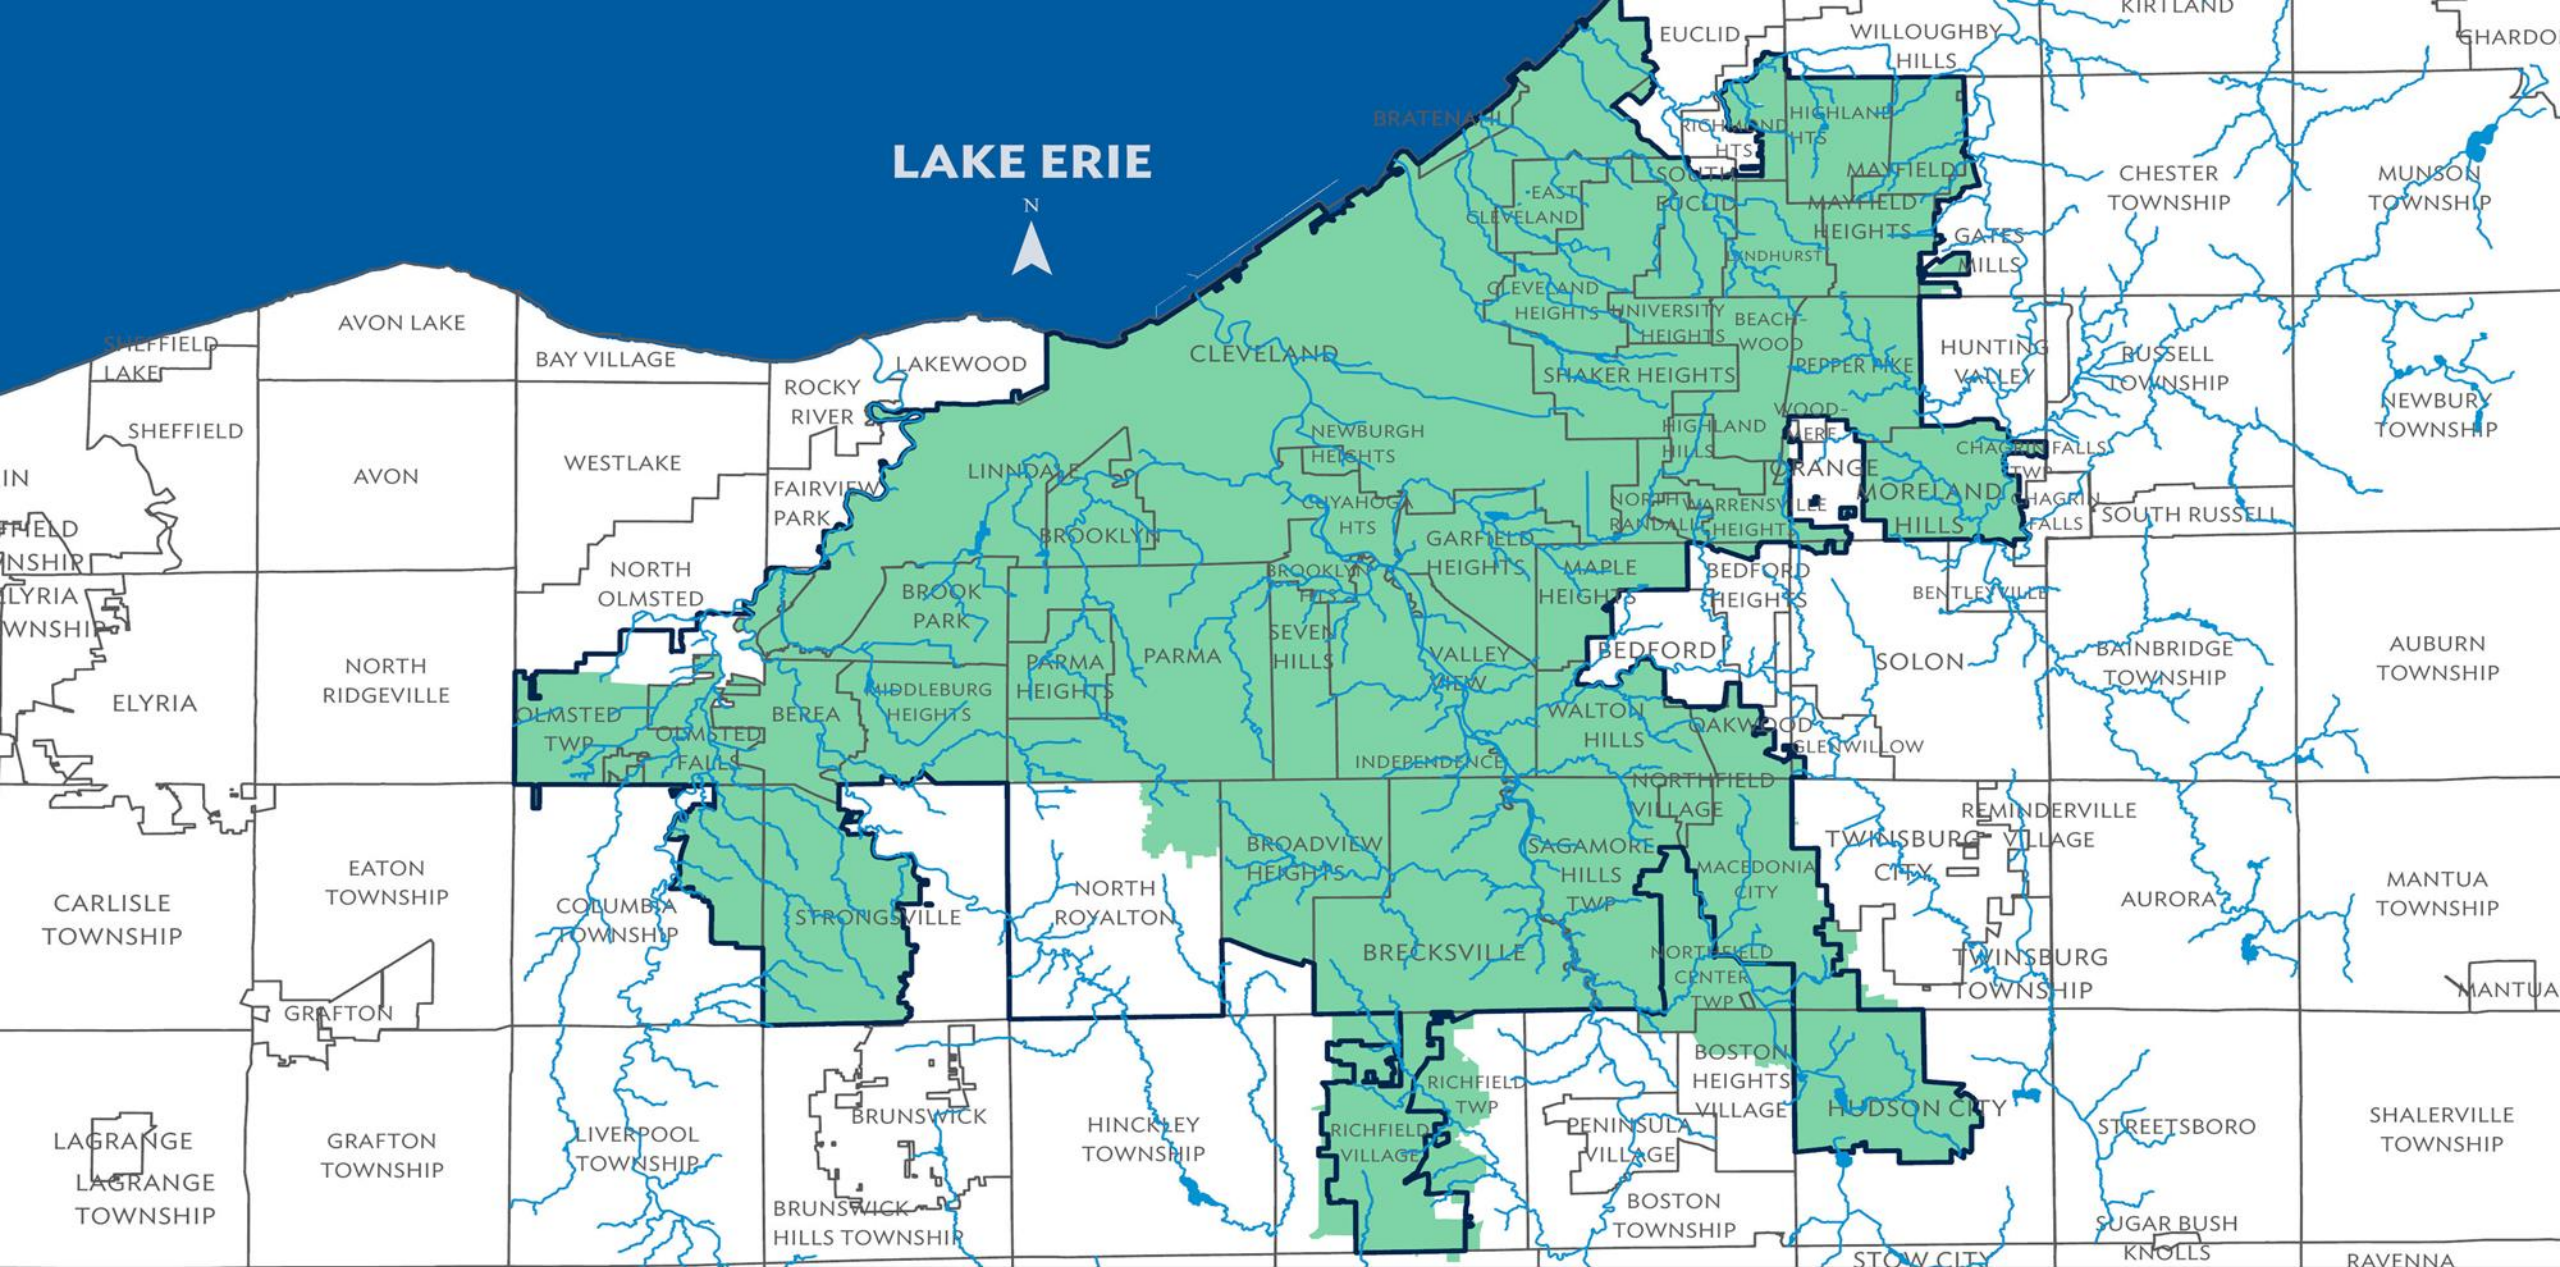 KIRTLAND
EUCLID
WILLOUGHBY
HILLS
BRATENAHL
RICHMOND
HTS
HIGHLAND
HTS
LAKE ERIE
N
EAST
CLEVELAND
SOUTH
EUCLID
MAYFIELD
MAYFIELD
HEIGHTS
CHESTER
TOWNSHIP
MUNSON
TOWNSHIP
GATES
MILLS
LYNDHURST
CLEVELAND
HEIGHTS
UNIVERSITY
HEIGHTS
BEACH-
WOOD
AVON LAKE
SHEFFIELD
LAKE
BAY VILLAGE
LAKEWOOD
ROCKY
RIVER
CLEVELAND
SHAKER HEIGHTS
PEPPER PIKE
HUNTING
VALLEY
RUSSELL
TOWNSHIP
NEWBURY
TOWNSHIP
SHEFFIELD
AVON
WESTLAKE
FAIRVIEW
PARK
LINNDALE
NEWBURGH
HEIGHTS
HIGHLAND
HILLS
WOOD-
MERE
ORANGE
CHAGRIN FALLS
TWP
MORELAND
HILLS
CHAGRIN
FALLS
SOUTH RUSSELL
BROOKLYN
CUYAHOGA
HTS
NORTH
RANDALL
WARRENSVILLE
HEIGHTS
GARFIELD
HEIGHTS
MAPLE
HEIGHTS
BROOKLYN
HTS
BEDFORD
HEIGHTS
BENTLEYVILLE
NORTH
OLMSTED
BROOK
PARK
SEVEN
HILLS
PARMA
HEIGHTS
PARMA
VALLEY
VIEW
BEDFORD
SOLON
BAINBRIDGE
TOWNSHIP
AUBURN
TOWNSHIP
NORTH
RIDGEVILLE
ELYRIA
OLMSTED
TWP
OLMSTED
FALLS
BEREA
MIDDLEBURG
HEIGHTS
INDEPENDENCE
WALTON
HILLS
OAKWOOD
GLENWILLOW
NORTHFIELD
VILLAGE
REMINDERVILLE
VILLAGE
TWINSBURG
CITY
EATON
TOWNSHIP
CARLISLE
TOWNSHIP
COLUMBIA
TOWNSHIP
STRONGSVILLE
NORTH
ROYALTON
BROADVIEW
HEIGHTS
BRECKSVILLE
SAGAMORE
HILLS
TWP
MACEDONIA
CITY
NORTHFIELD
CENTER
TWP
TWINSBURG
TOWNSHIP
AURORA
MANTUA
TOWNSHIP
MANTUA
GRAFTON
LAGRANGE
LAGRANGE
TOWNSHIP
GRAFTON
TOWNSHIP
LIVERPOOL
TOWNSHIP
BRUNSWICK
BRUNSWICK
HILLS TOWNSHIP
HINCKLEY
TOWNSHIP
RICHFIELD
TWP
RICHFIELD
VILLAGE
PENINSULA
VILLAGE
BOSTON
HEIGHTS
VILLAGE
BOSTON
TOWNSHIP
HUDSON CITY
STREETSBORO
SHALERVILLE
TOWNSHIP
SUGAR BUSH
KNOLLS
STOW CITY
RAVENNA